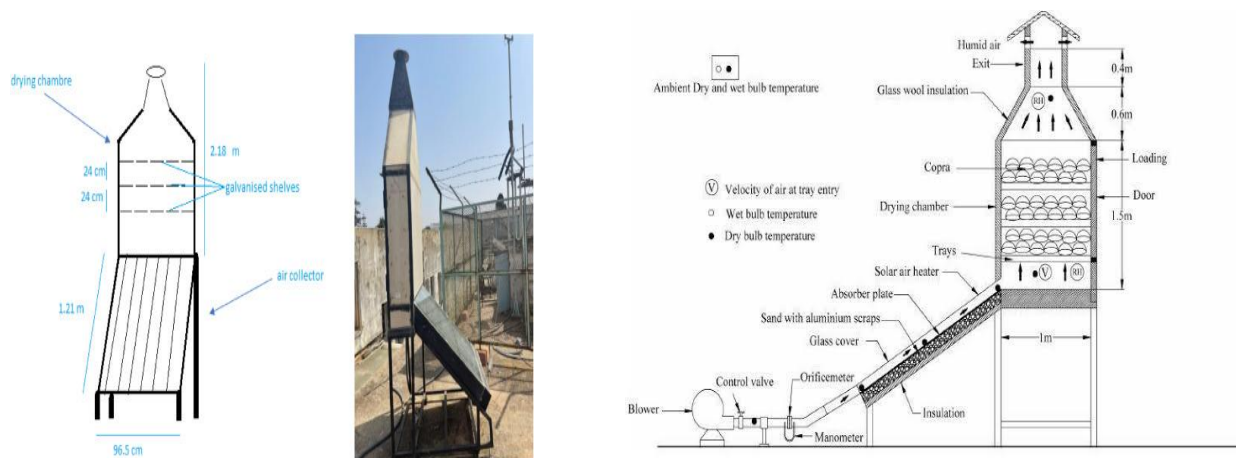 drying chambre
2.18 m
24 cm
galvanised shelves
24 cm
1.21 m
air collector
96.5 cm
Humid air
Exit
0.4m
Ambient Dry and wet bulb temperature
Glass wool insulation
RH
0.6m
Copra
Loading
V Velocity of air at tray entry
Drying chamber
Door
Wet bulb temperature
1.5m
Dry bulb temperature
Trays
V
RH
Solar air heater
Absorber plate
Sand with aluminium scraps
Glass cover
1m
Control valve
Orificemeter
Blower
Insulation
Manometer